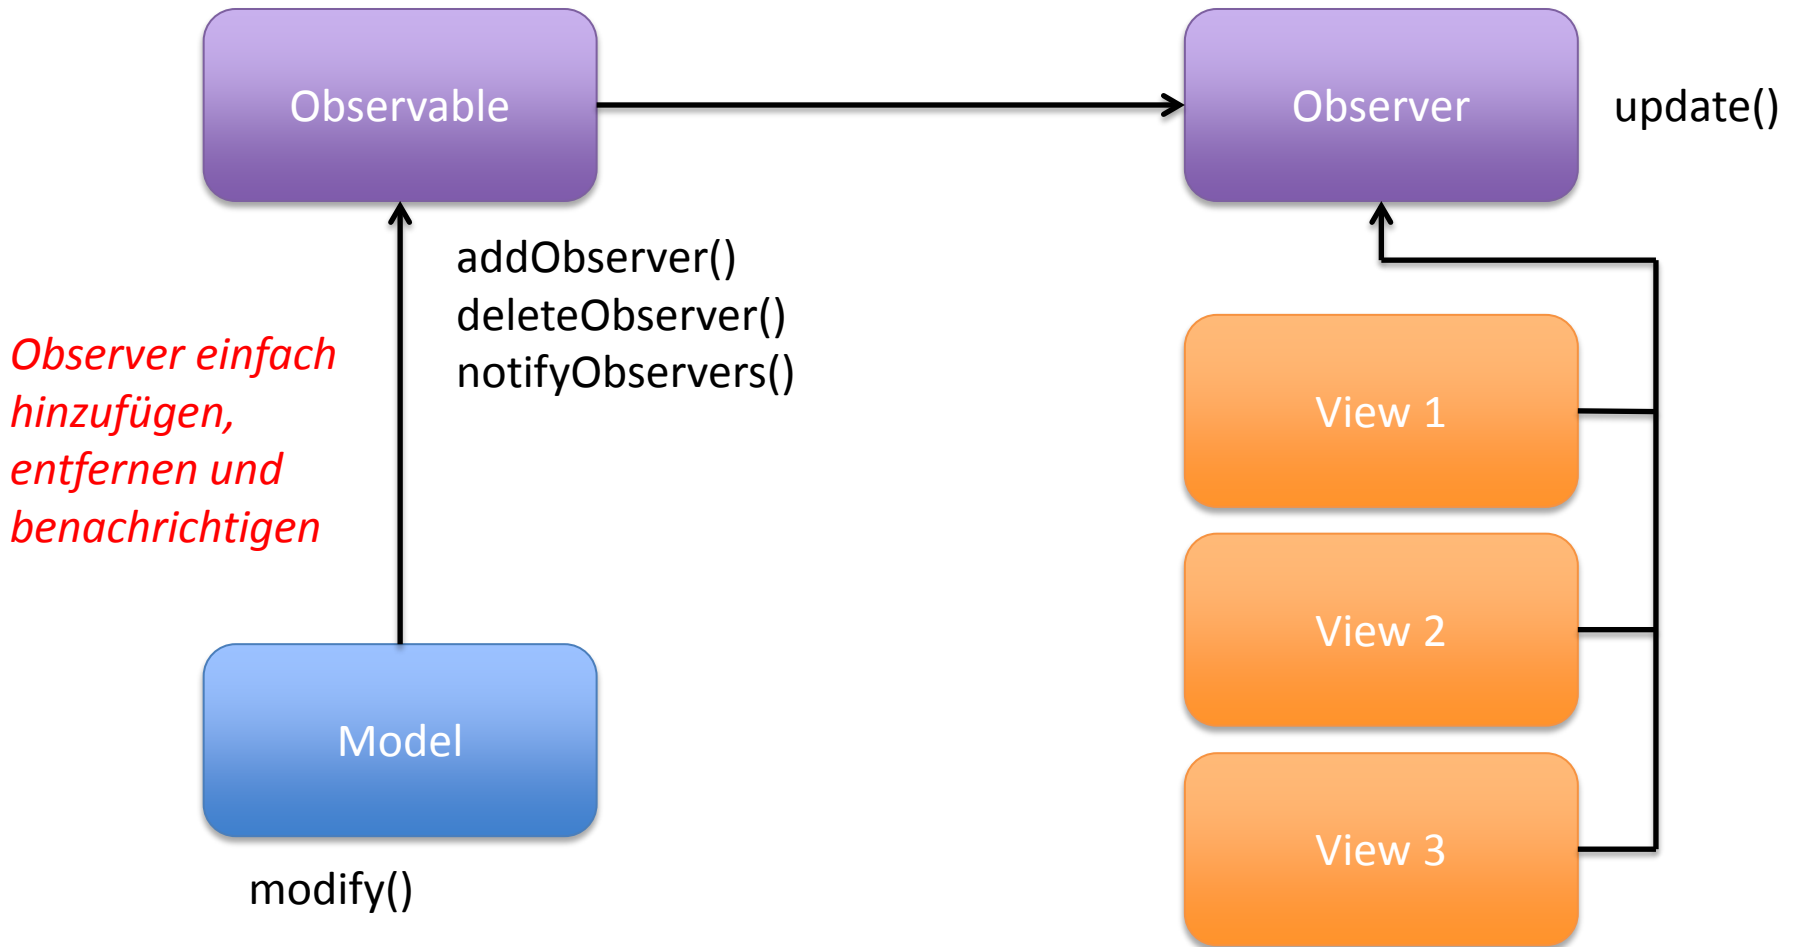 Observable
Observer
update()
addObserver()
deleteObserver()
notifyObservers()
Observer einfach
hinzufügen,
entfernen und
benachrichtigen
View 1
View 2
Model
View 3
modify()